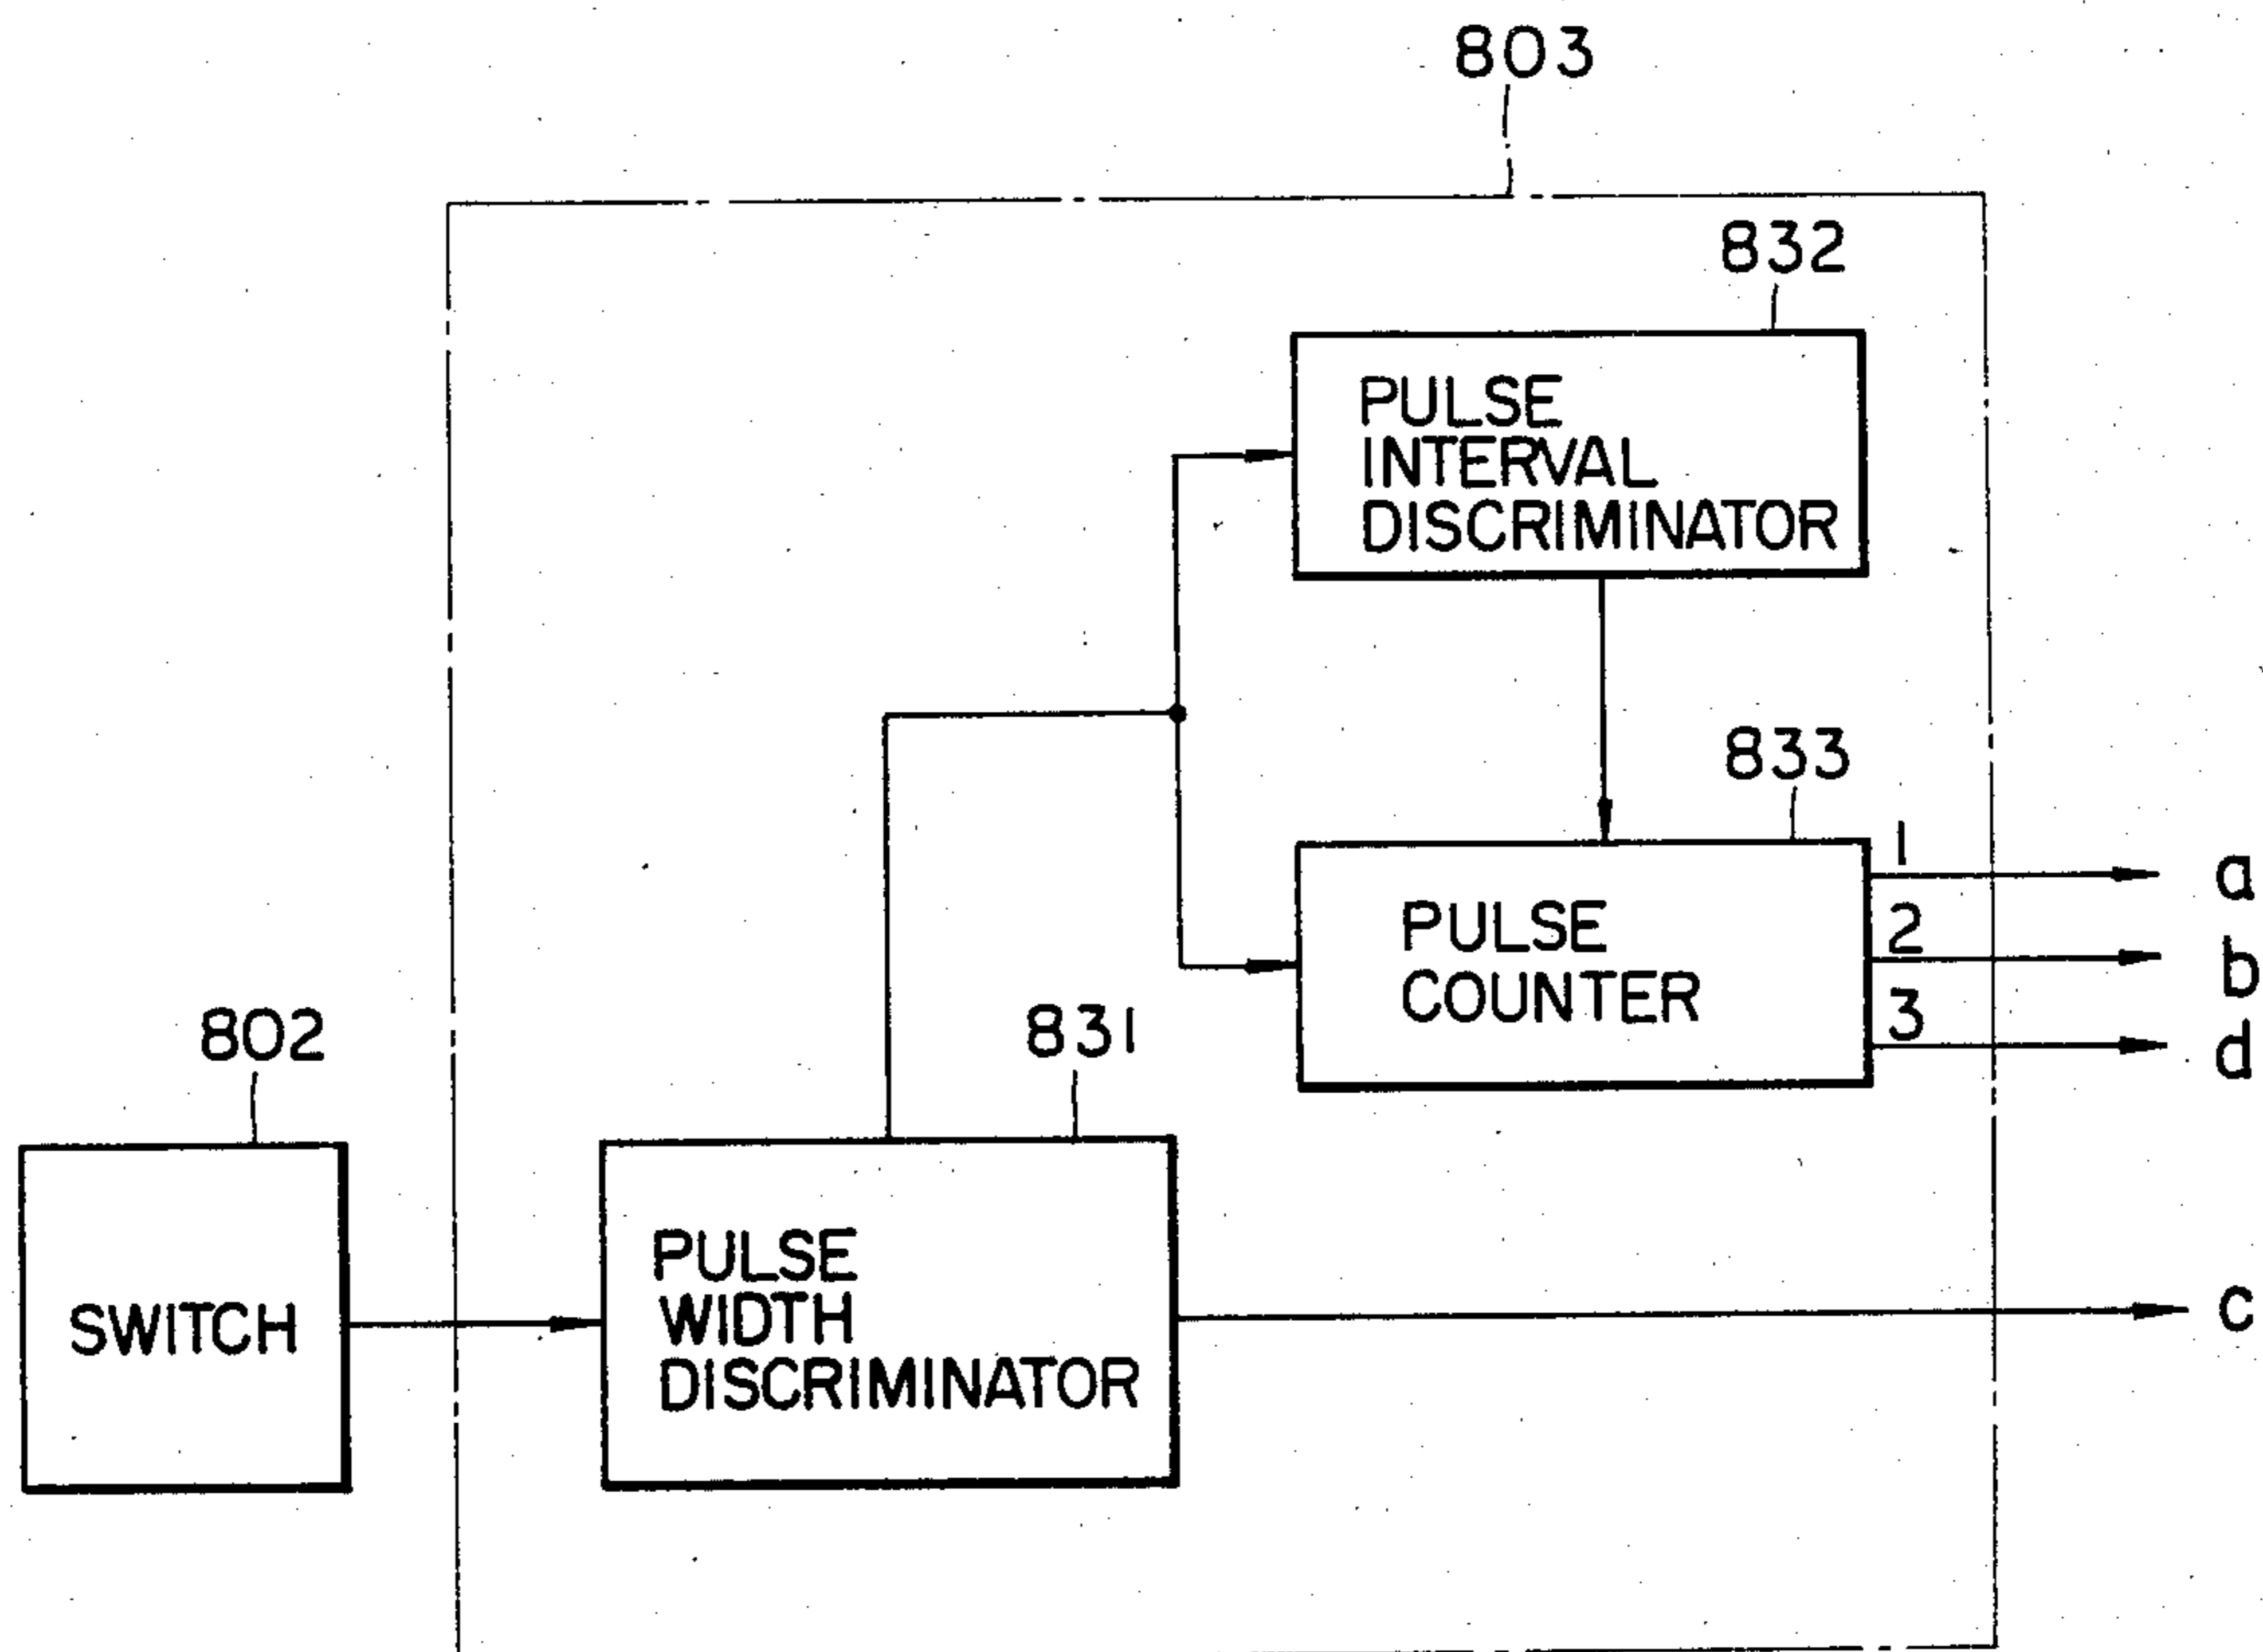 803
832
PULSE
INTERVAL
DISCRIMINATOR
833
1
a
PULSE
COUNTER
2
b
3
d
802
831
SWITCH
PULSE
WIDTH
DISCRIMINATOR
c